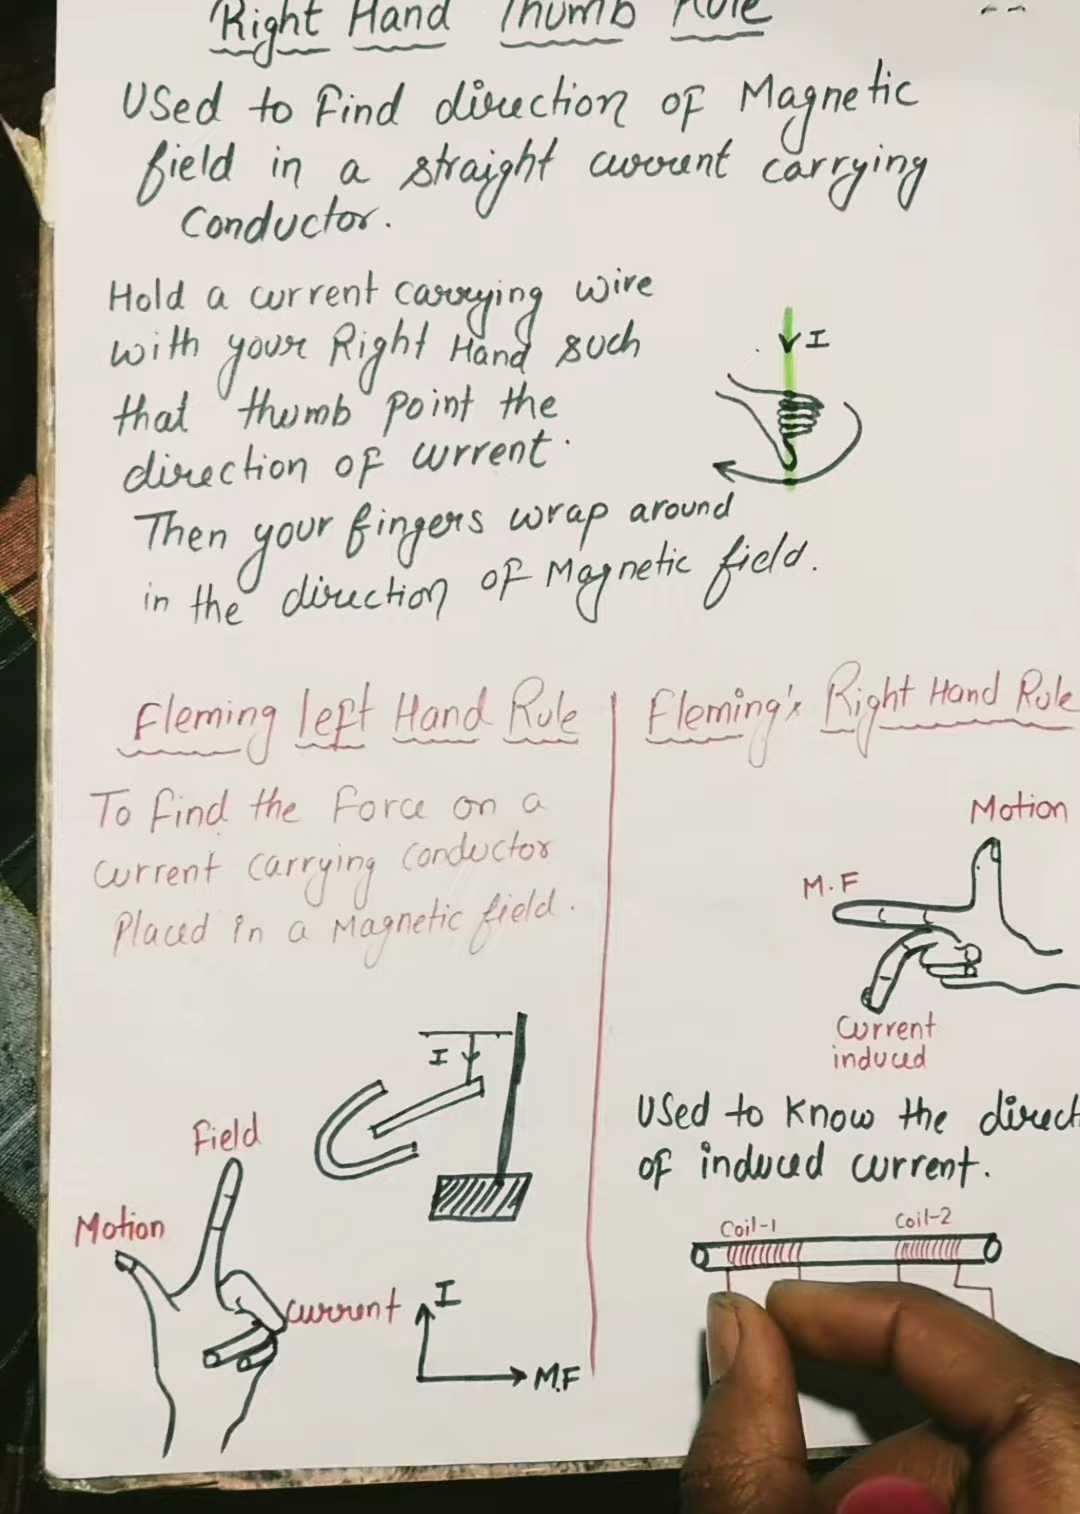 Right Hand Thumb Rule
Used to find direction of Magnetic
field in a straight current carrying
Conductor.
Hold a current carrying wire
with your Right Hand such
that thumb point the
direction of current.
Then your fingers wrap around
in the direction of Magnetic field.
I
Fleming left Hand Rule
To find the Force on a
current carrying conductor
Placed in a Magnetic field.
I
Field
Motion
current
I
M.F
Fleming's Right Hand Rule
Motion
M.F
Current
induced
Used to know the direct
of induced current.
Coil-1
Coil-2